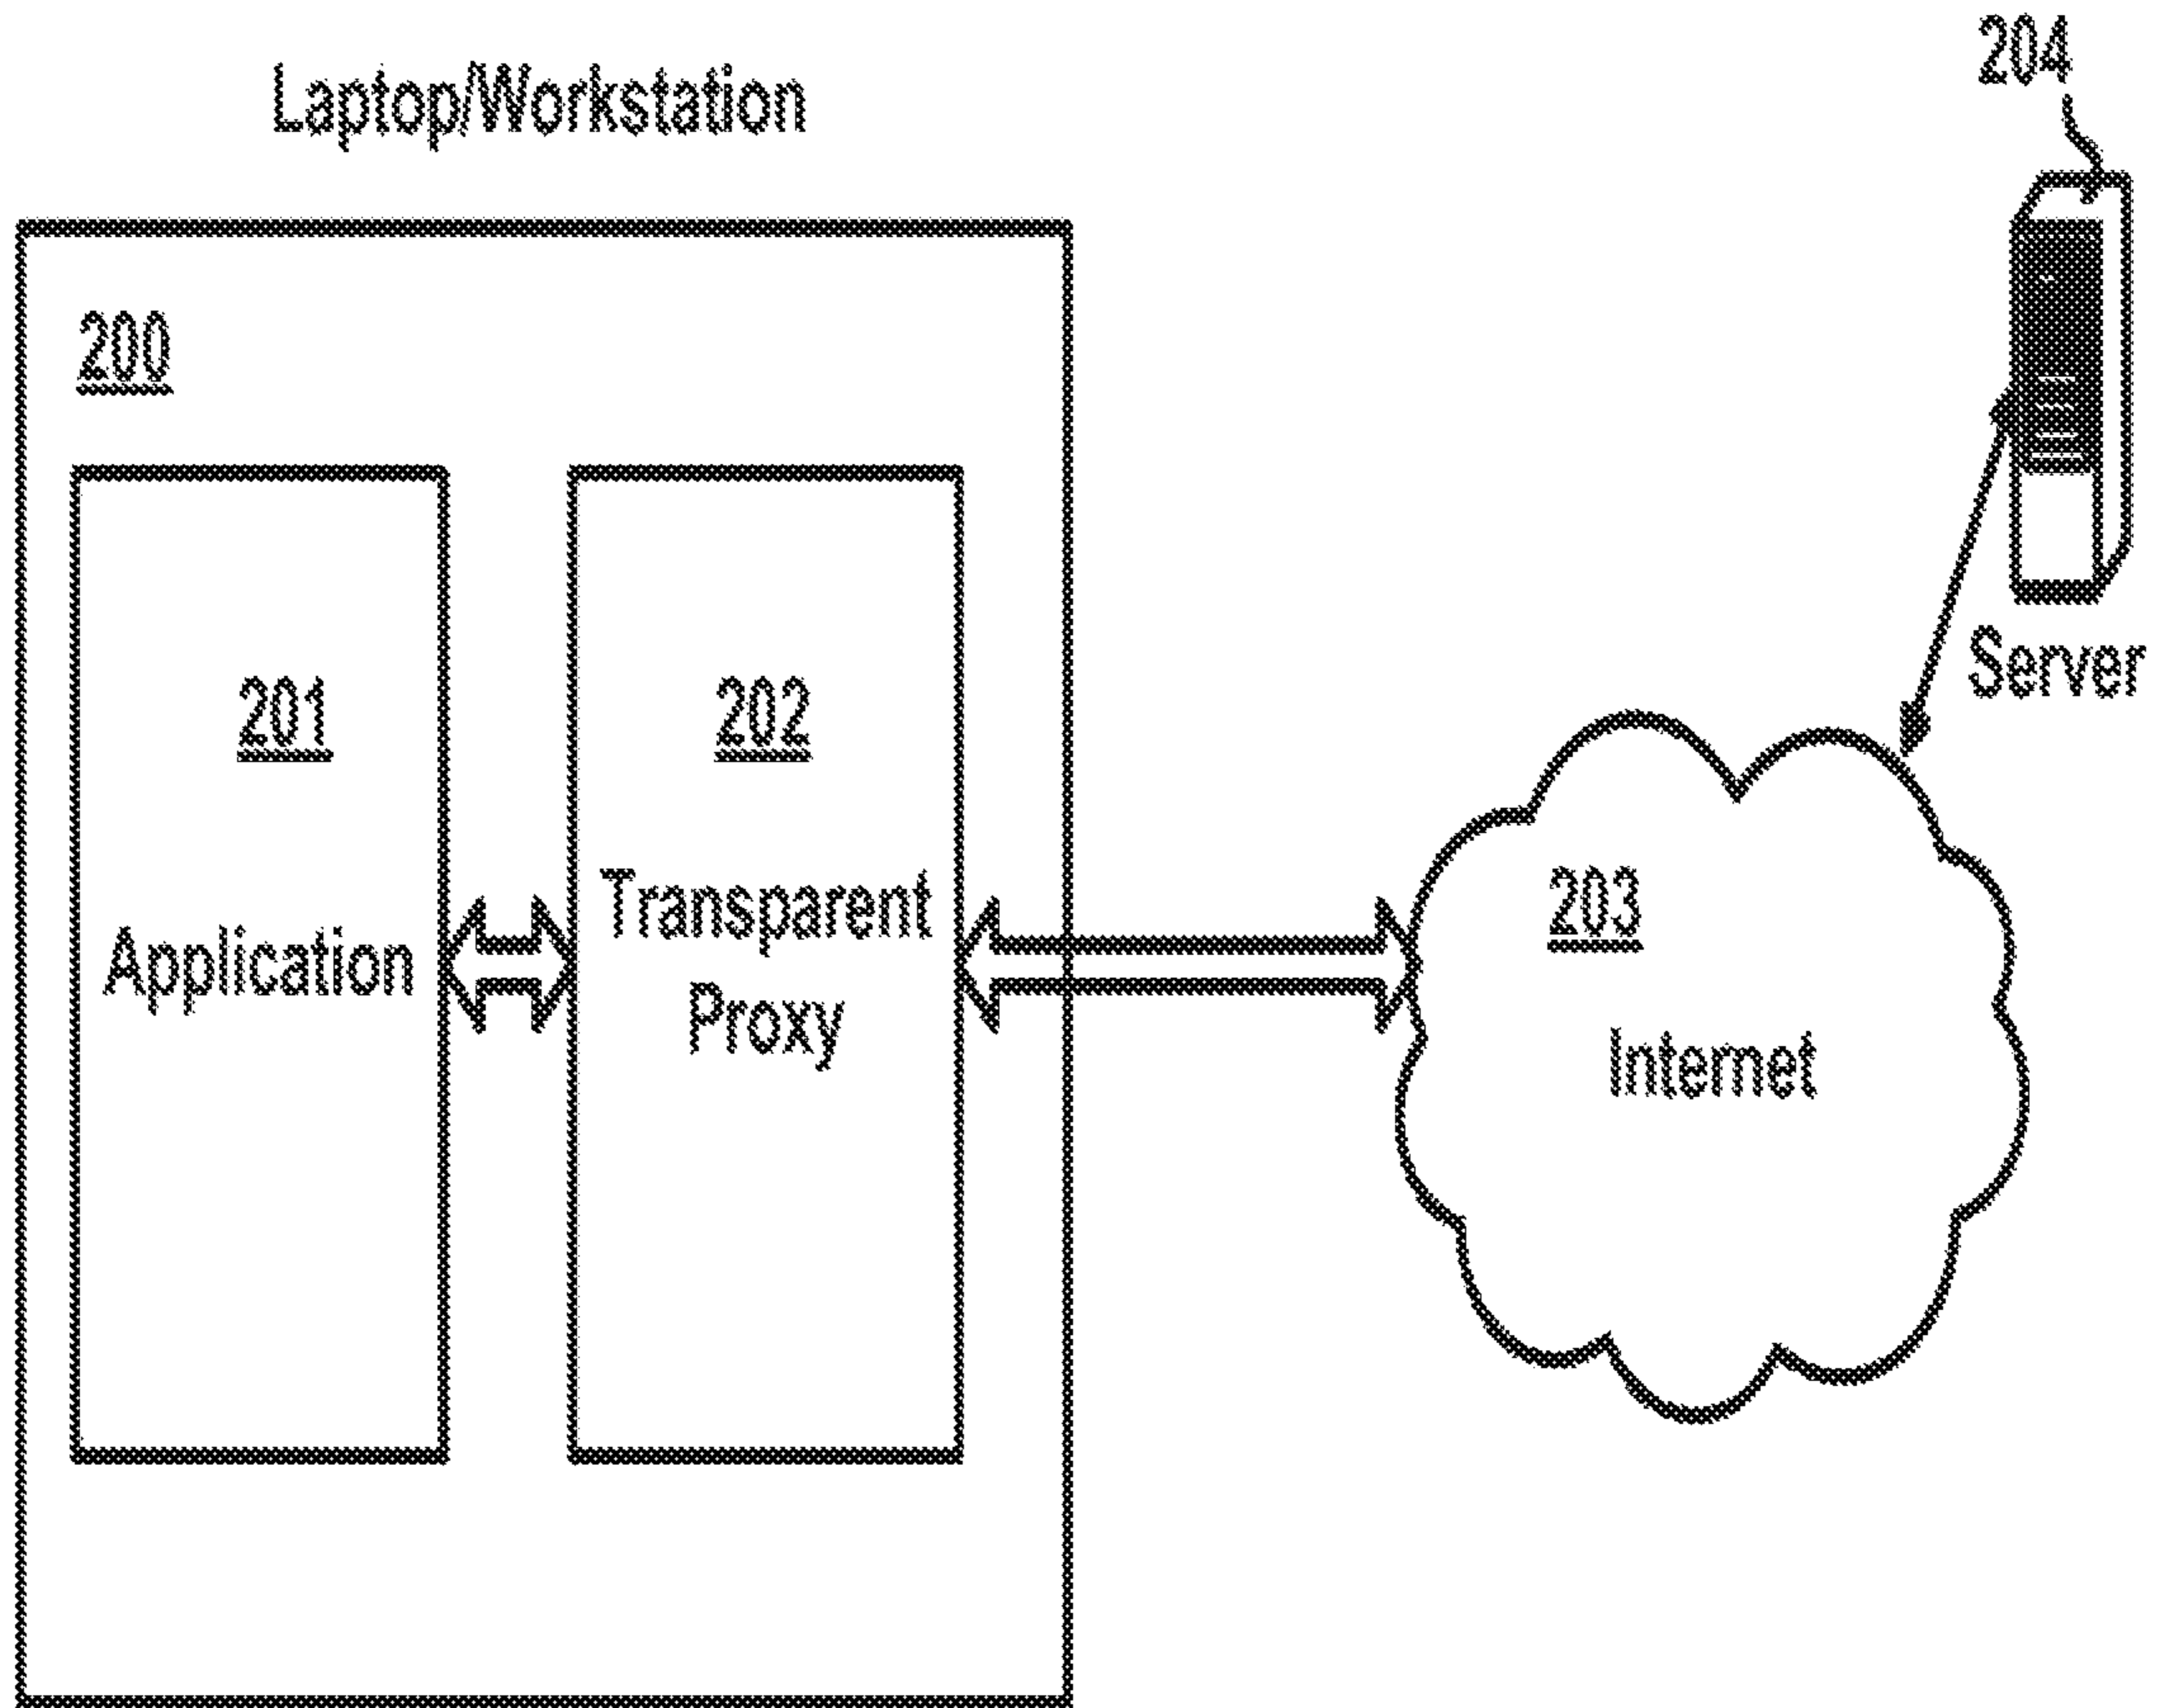 204
Laptop/Workstation
200
201
202
Server
Transparent
Proxy
Application
203
Internet